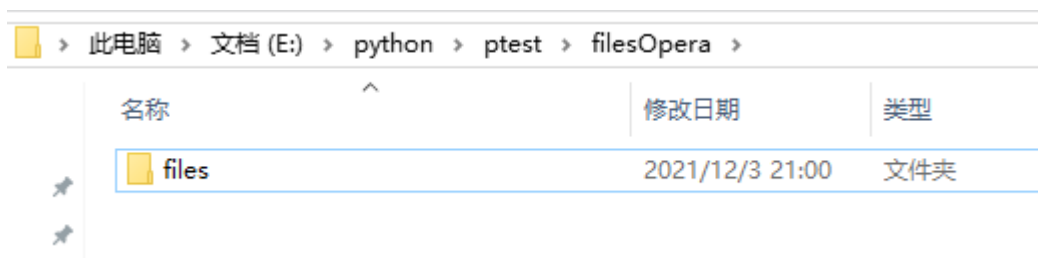 › 此电脑 › 文档 (E:) › python › ptest › filesOpera ›
名称 修改日期 类型
files 2021/12/3 21:00 文件夹